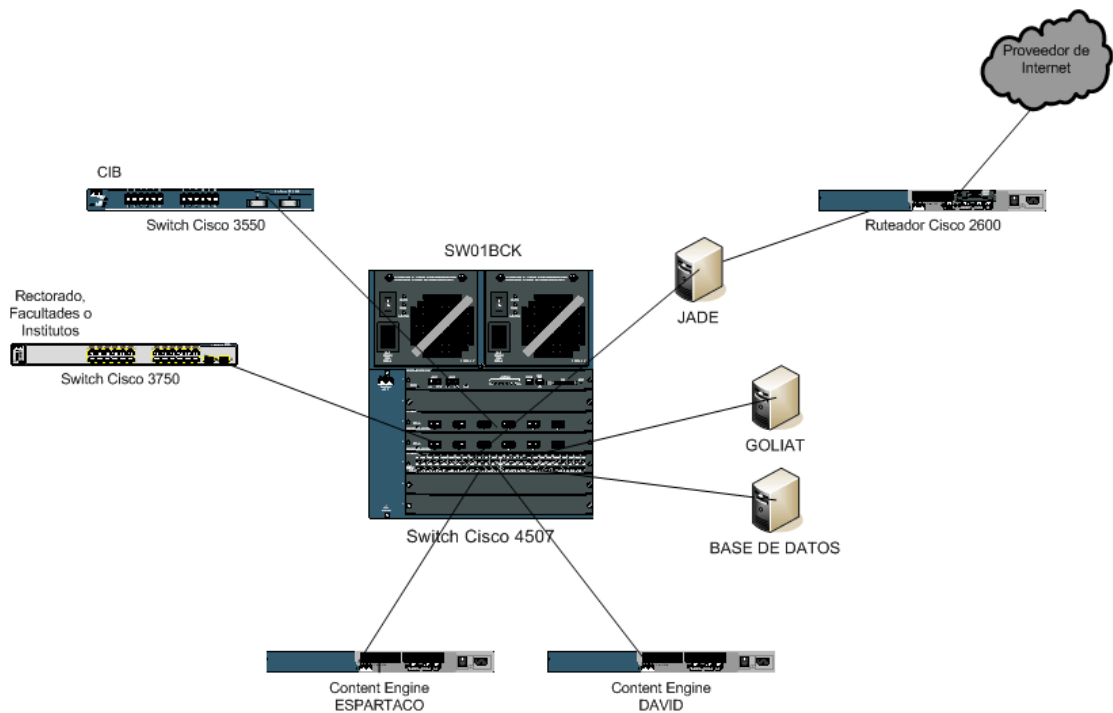 Proveedor de
Internet
CIB
Switch Cisco 3550
Ruteador Cisco 2600
SW01BCK
JADE
Rectorado,
Facultades o
Institutos
Switch Cisco 3750
GOLIAT
Switch Cisco 4507
BASE DE DATOS
Content Engine
ESPARTACO
Content Engine
DAVID